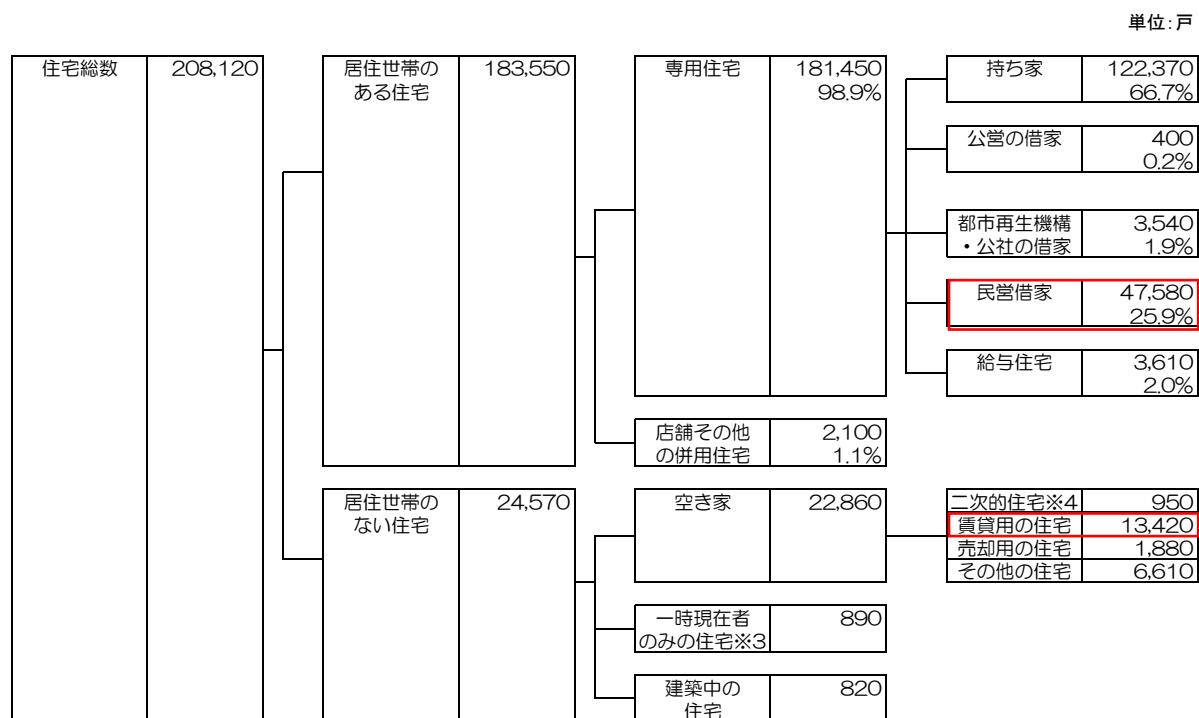 単位:戸
住宅総数 208,120
居住世帯の 183,550
ある住宅
専用住宅 181,450
98.9%
持ち家 122,370
66.7%
公営の借家 400
0.2%
都市再生機構 3,540
・公社の借家 1.9%
民営借家 47,580
25.9%
給与住宅 3,610
2.0%
店舗その他 2,100
の併用住宅 1.1%
居住世帯の 24,570
ない住宅
空き家 22,860
二次的住宅※4 950
賃貸用の住宅 13,420
売却用の住宅 1,880
その他の住宅 6,610
一時現在者 890
のみの住宅※3
建築中の 820
住宅